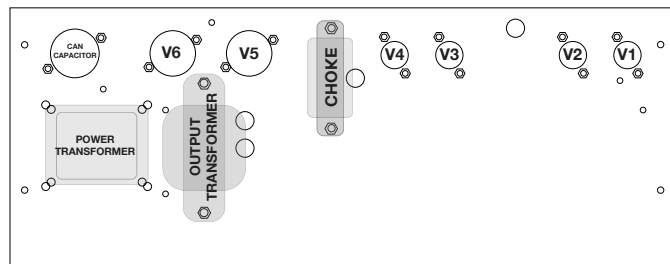 CAN
CAPACITOR
V6
V5
CHOKE
V4
V3
V2
V1
POWER
TRANSFORMER
OUTPUT
TRANSFORMER